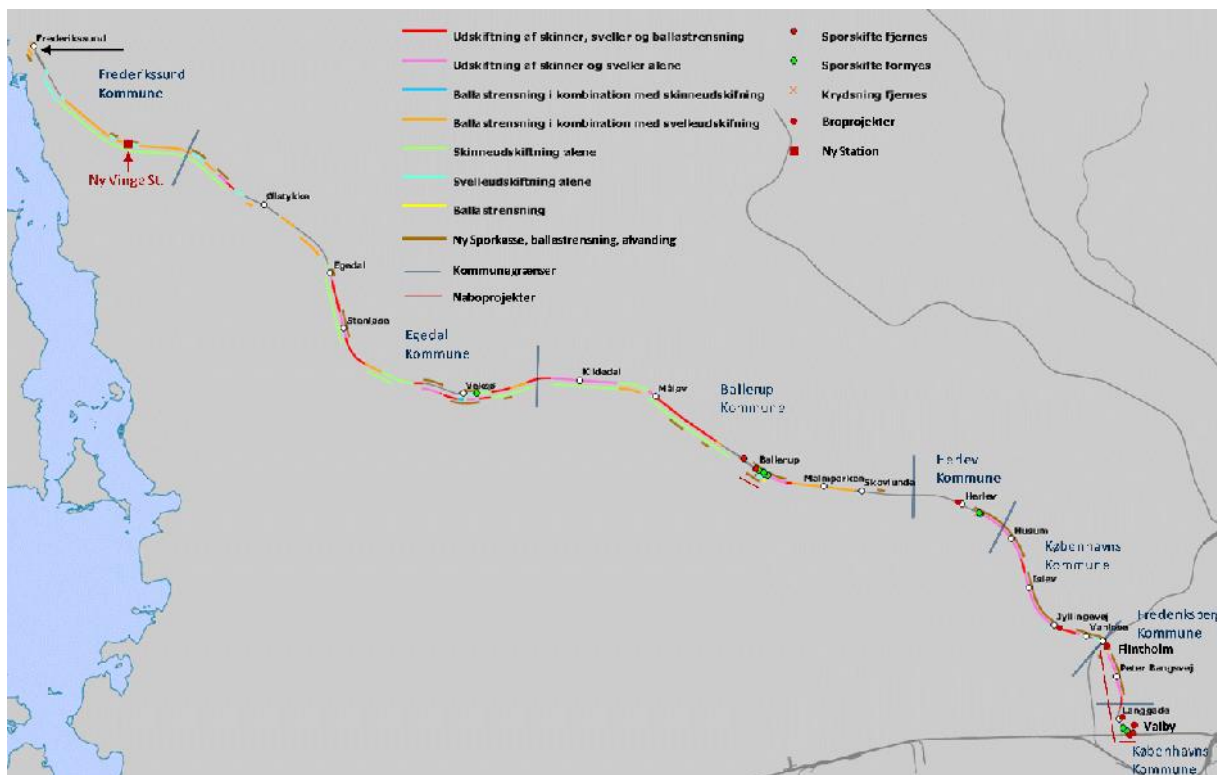 Frederikssund
Frederikssund
Kommune
Ny Vinge St.
Ølstykke
Egedal
Stenløse
Egedal
Kommune
Veksø
Kildedal
Måløv
Ballerup
Kommune
Ballerup
Malmparken
Skovlunde
Herlev
Kommune
Herlev
Husum
Københavns
Kommune
Islev
Jyllingevej
Vanløse
Frederiksberg
Kommune
Flintholm
Peter Bangsvej
Langgade
Valby
Københavns
Kommune
Udskiftning af skinner, sveller og ballastrensning
Udskiftning af skinner og sveller alene
Ballastrensning i kombination med skinneudskifning
Ballastrensning i kombination med svelleudskifning
Skinneudskiftning alene
Svelleudskiftning alene
Ballastrensning
Ny Sporkasse, ballastrensning, afvanding
Kommunegrænser
Naboprojekter
Sporskifte fjernes
Sporskifte fornyes
Krydsning fjernes
Broprojekter
Ny Station